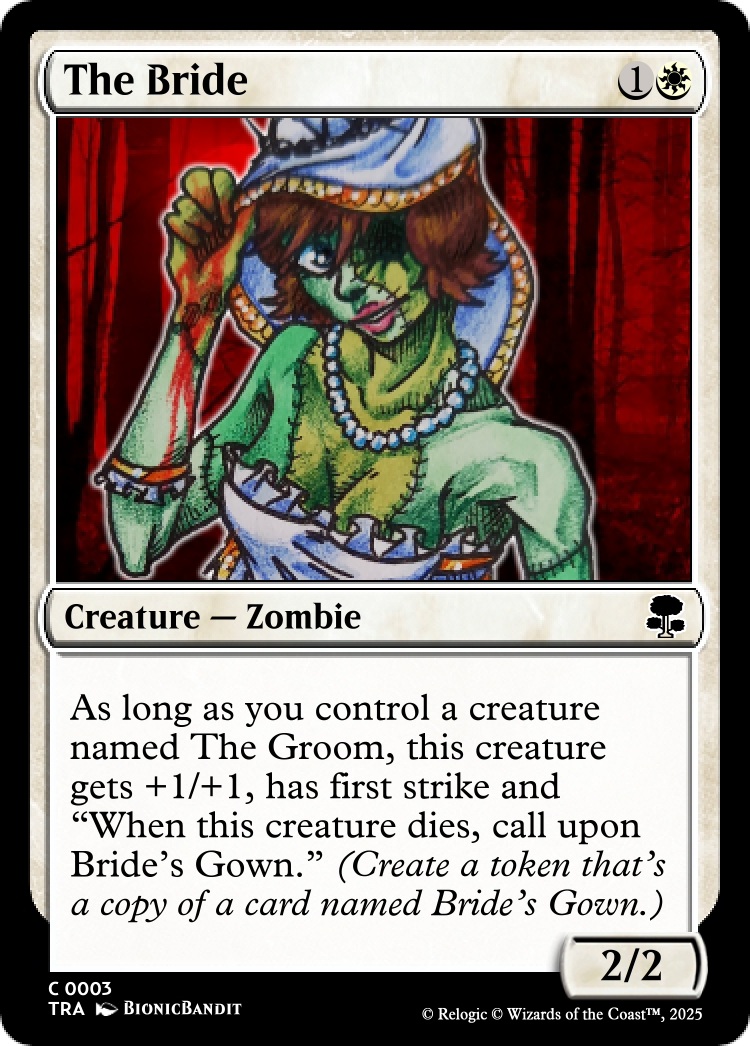 The Bride 1
Creature — Zombie
As long as you control a creature
named The Groom, this creature
gets +1/+1, has first strike and
“When this creature dies, call upon
Bride’s Gown.” (Create a token that’s
a copy of a card named Bride’s Gown.)
2/2
C 0003
TRA BionicBandit
© Relogic © Wizards of the Coast™, 2025